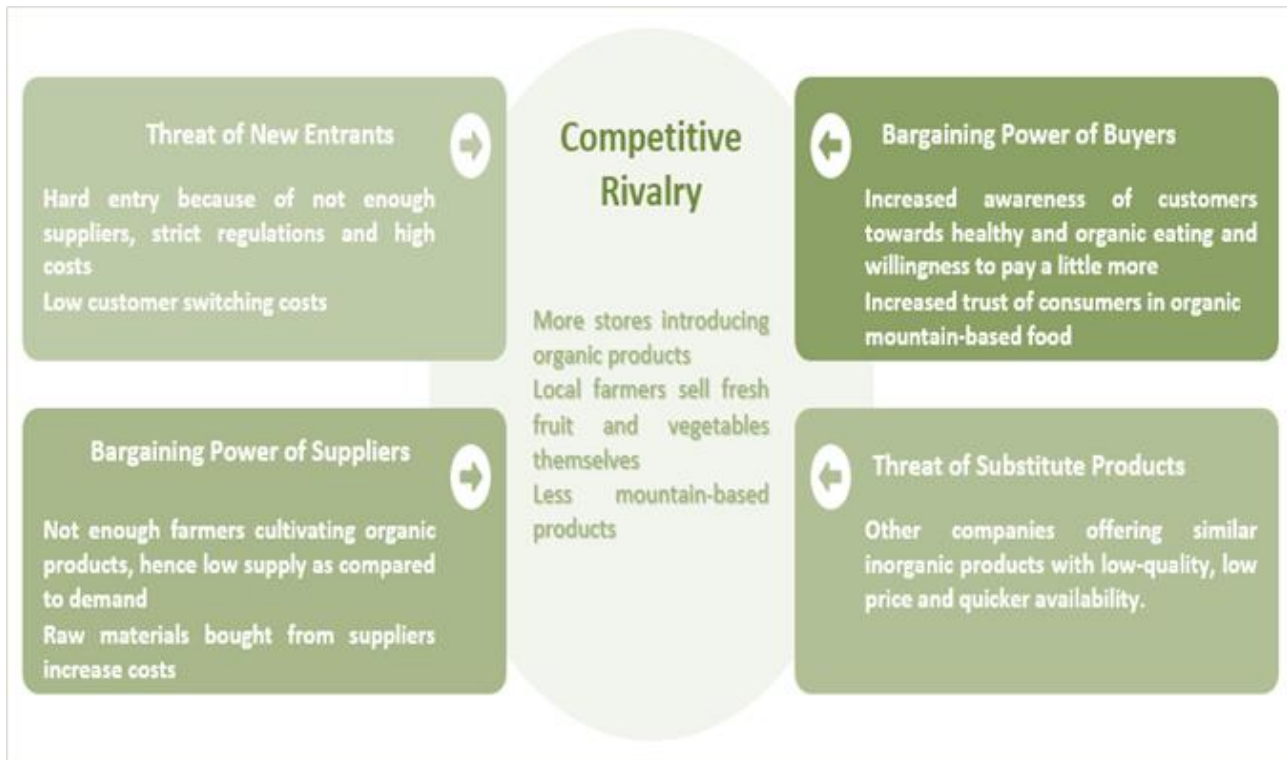 Threat of New Entrants
Hard entry because of not enough
suppliers, strict regulations and high
costs
Low customer switching costs
Bargaining Power of Suppliers
Not enough farmers cultivating organic
products, hence low supply as compared
to demand
Raw materials bought from suppliers
increase costs
Competitive
Rivalry
More stores introducing
organic products
Local farmers sell fresh
fruit and vegetables
themselves
Less mountain-based
products
Bargaining Power of Buyers
Increased awareness of customers
towards healthy and organic eating and
willingness to pay a little more
Increased trust of consumers in organic
mountain-based food
Threat of Substitute Products
Other companies offering similar
inorganic products with low-quality, low
price and quicker availability.